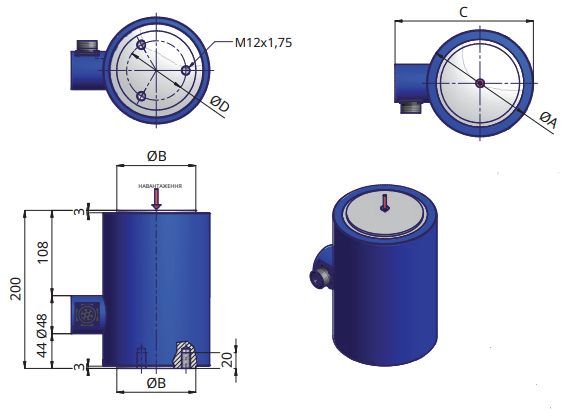 C
M12x1,75
ØD
ØA
ØB
НАВАНТАЖЕННЯ
3
108
200
Ø48
44
20
3
ØB